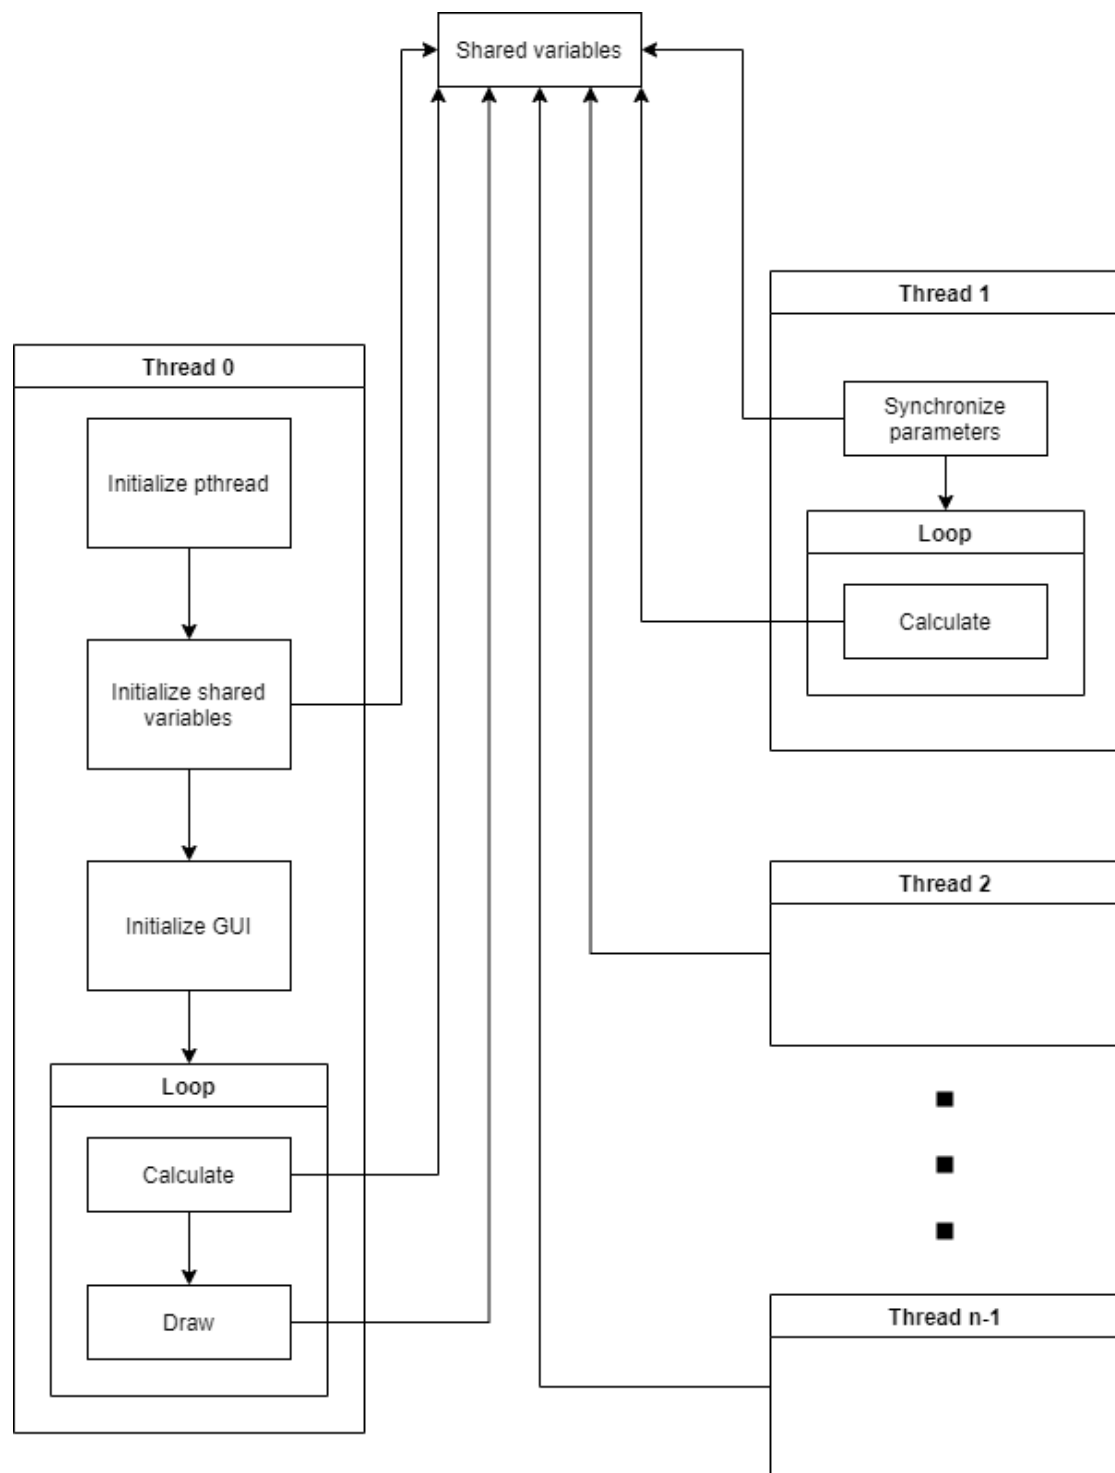 Shared variables
Thread 0
Initialize pthread
Initialize shared
variables
Initialize GUI
Loop
Calculate
Draw
Thread 1
Synchronize
parameters
Loop
Calculate
Thread 2
Thread n-1